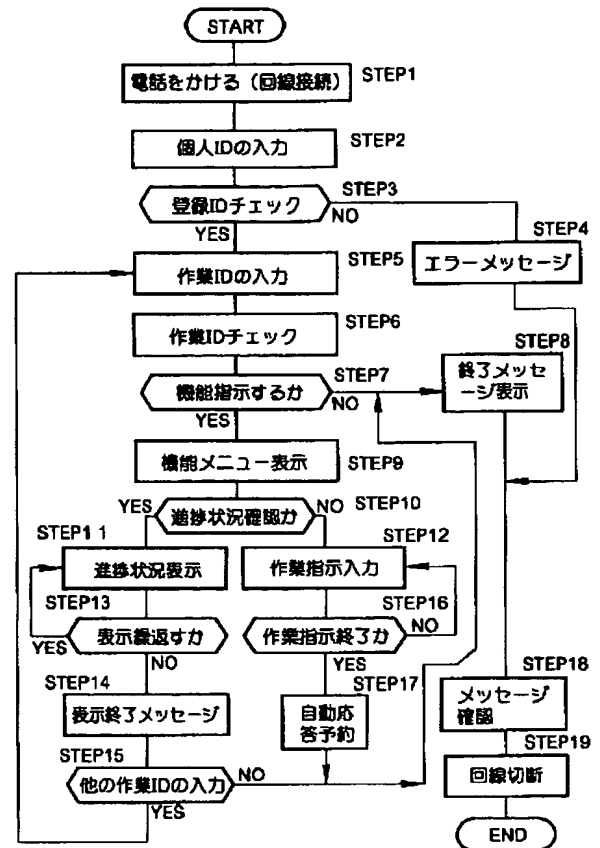 START
電話をかける（回線接続）
STEP1
個人IDの入力
STEP2
登録IDチェック
STEP3
NO
YES
STEP4
エラーメッセージ
作業IDの入力
STEP5
作業IDチェック
STEP6
機能指示するか
STEP7
NO
YES
STEP8
終了メッセ
ージ表示
機能メニュー表示
STEP9
YES
進捗状況確認か
NO
STEP10
STEP11
進捗状況表示
STEP12
作業指示入力
STEP13
表示繰返すか
YES
NO
STEP16
作業指示終了か
NO
YES
STEP14
表示終了メッセージ
STEP17
自動応
答予約
STEP15
他の作業IDの入力
NO
YES
STEP18
メッセージ
確認
STEP19
回線切断
END